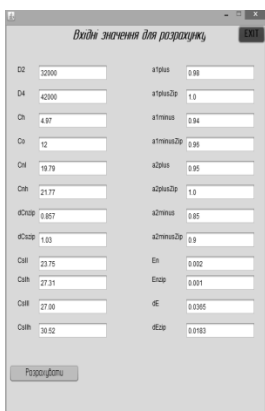 Вхідні значення для розрахунку
EXIT
D2 32000 a1plus 0.98
D4 42000 a1plusZip 1.0
Ch 4.97 a1minus 0.94
Co 12 a1minusZip 0.96
Cnl 19.79 a2plus 0.95
Cnh 21.77 a2plusZip 1.0
dCnzip 0.857 a2minus 0.85
dCozip 1.03 a2minusZip 0.9
Csll 23.75 En 0.002
Cslh 27.31 Enzip 0.001
Cslll 27.00 dE 0.0365
Csllh 30.52 dEzip 0.0183
Розрахувати